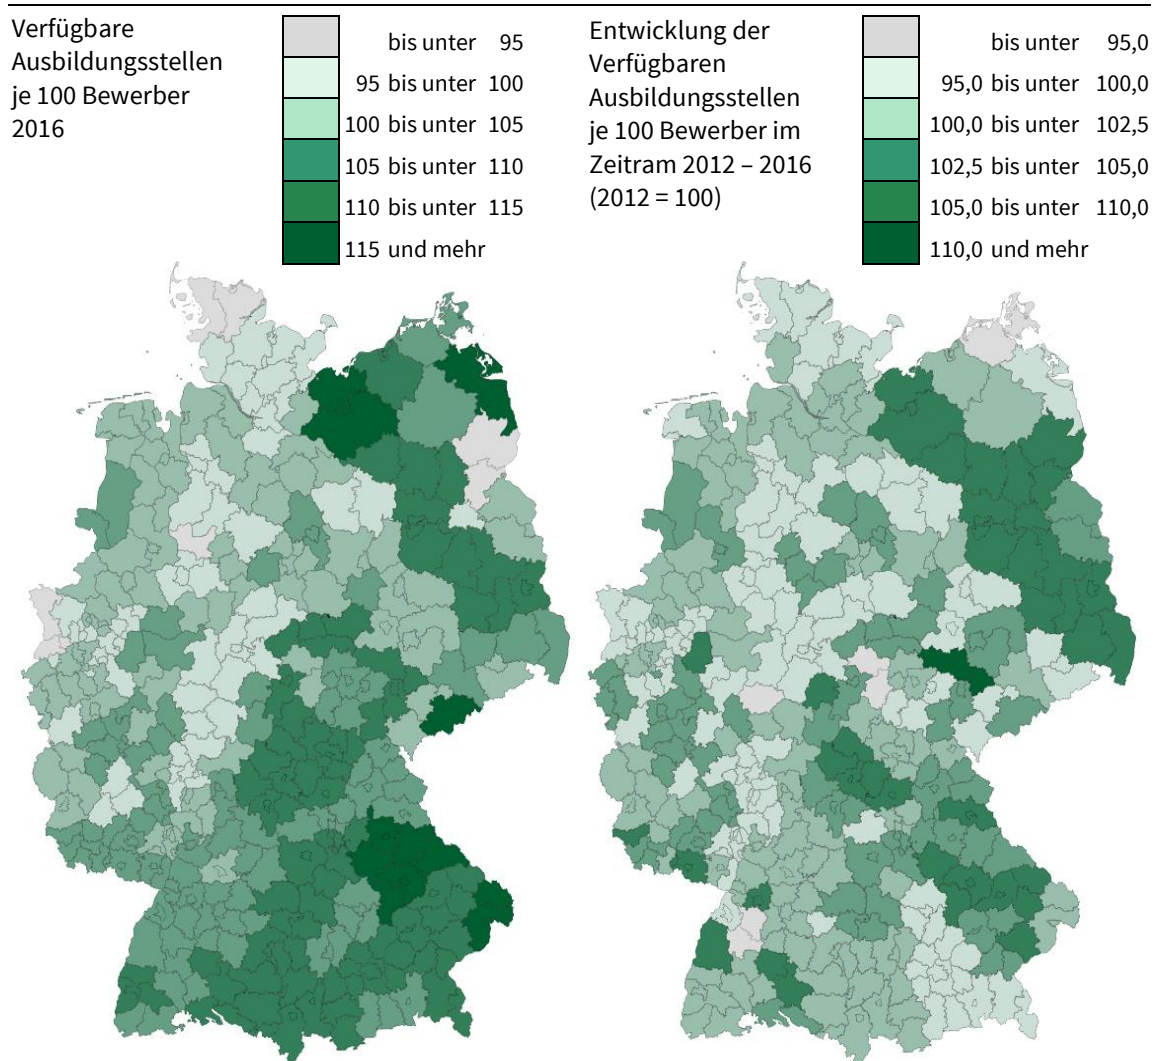 Verfügbare
Ausbildungsstellen
je 100 Bewerber
2016
bis unter 95
95 bis unter 100
100 bis unter 105
105 bis unter 110
110 bis unter 115
115 und mehr
Entwicklung der
Verfügbaren
Ausbildungsstellen
je 100 Bewerber im
Zeitram 2012 – 2016
(2012 = 100)
bis unter 95,0
95,0 bis unter 100,0
100,0 bis unter 102,5
102,5 bis unter 105,0
105,0 bis unter 110,0
110,0 und mehr